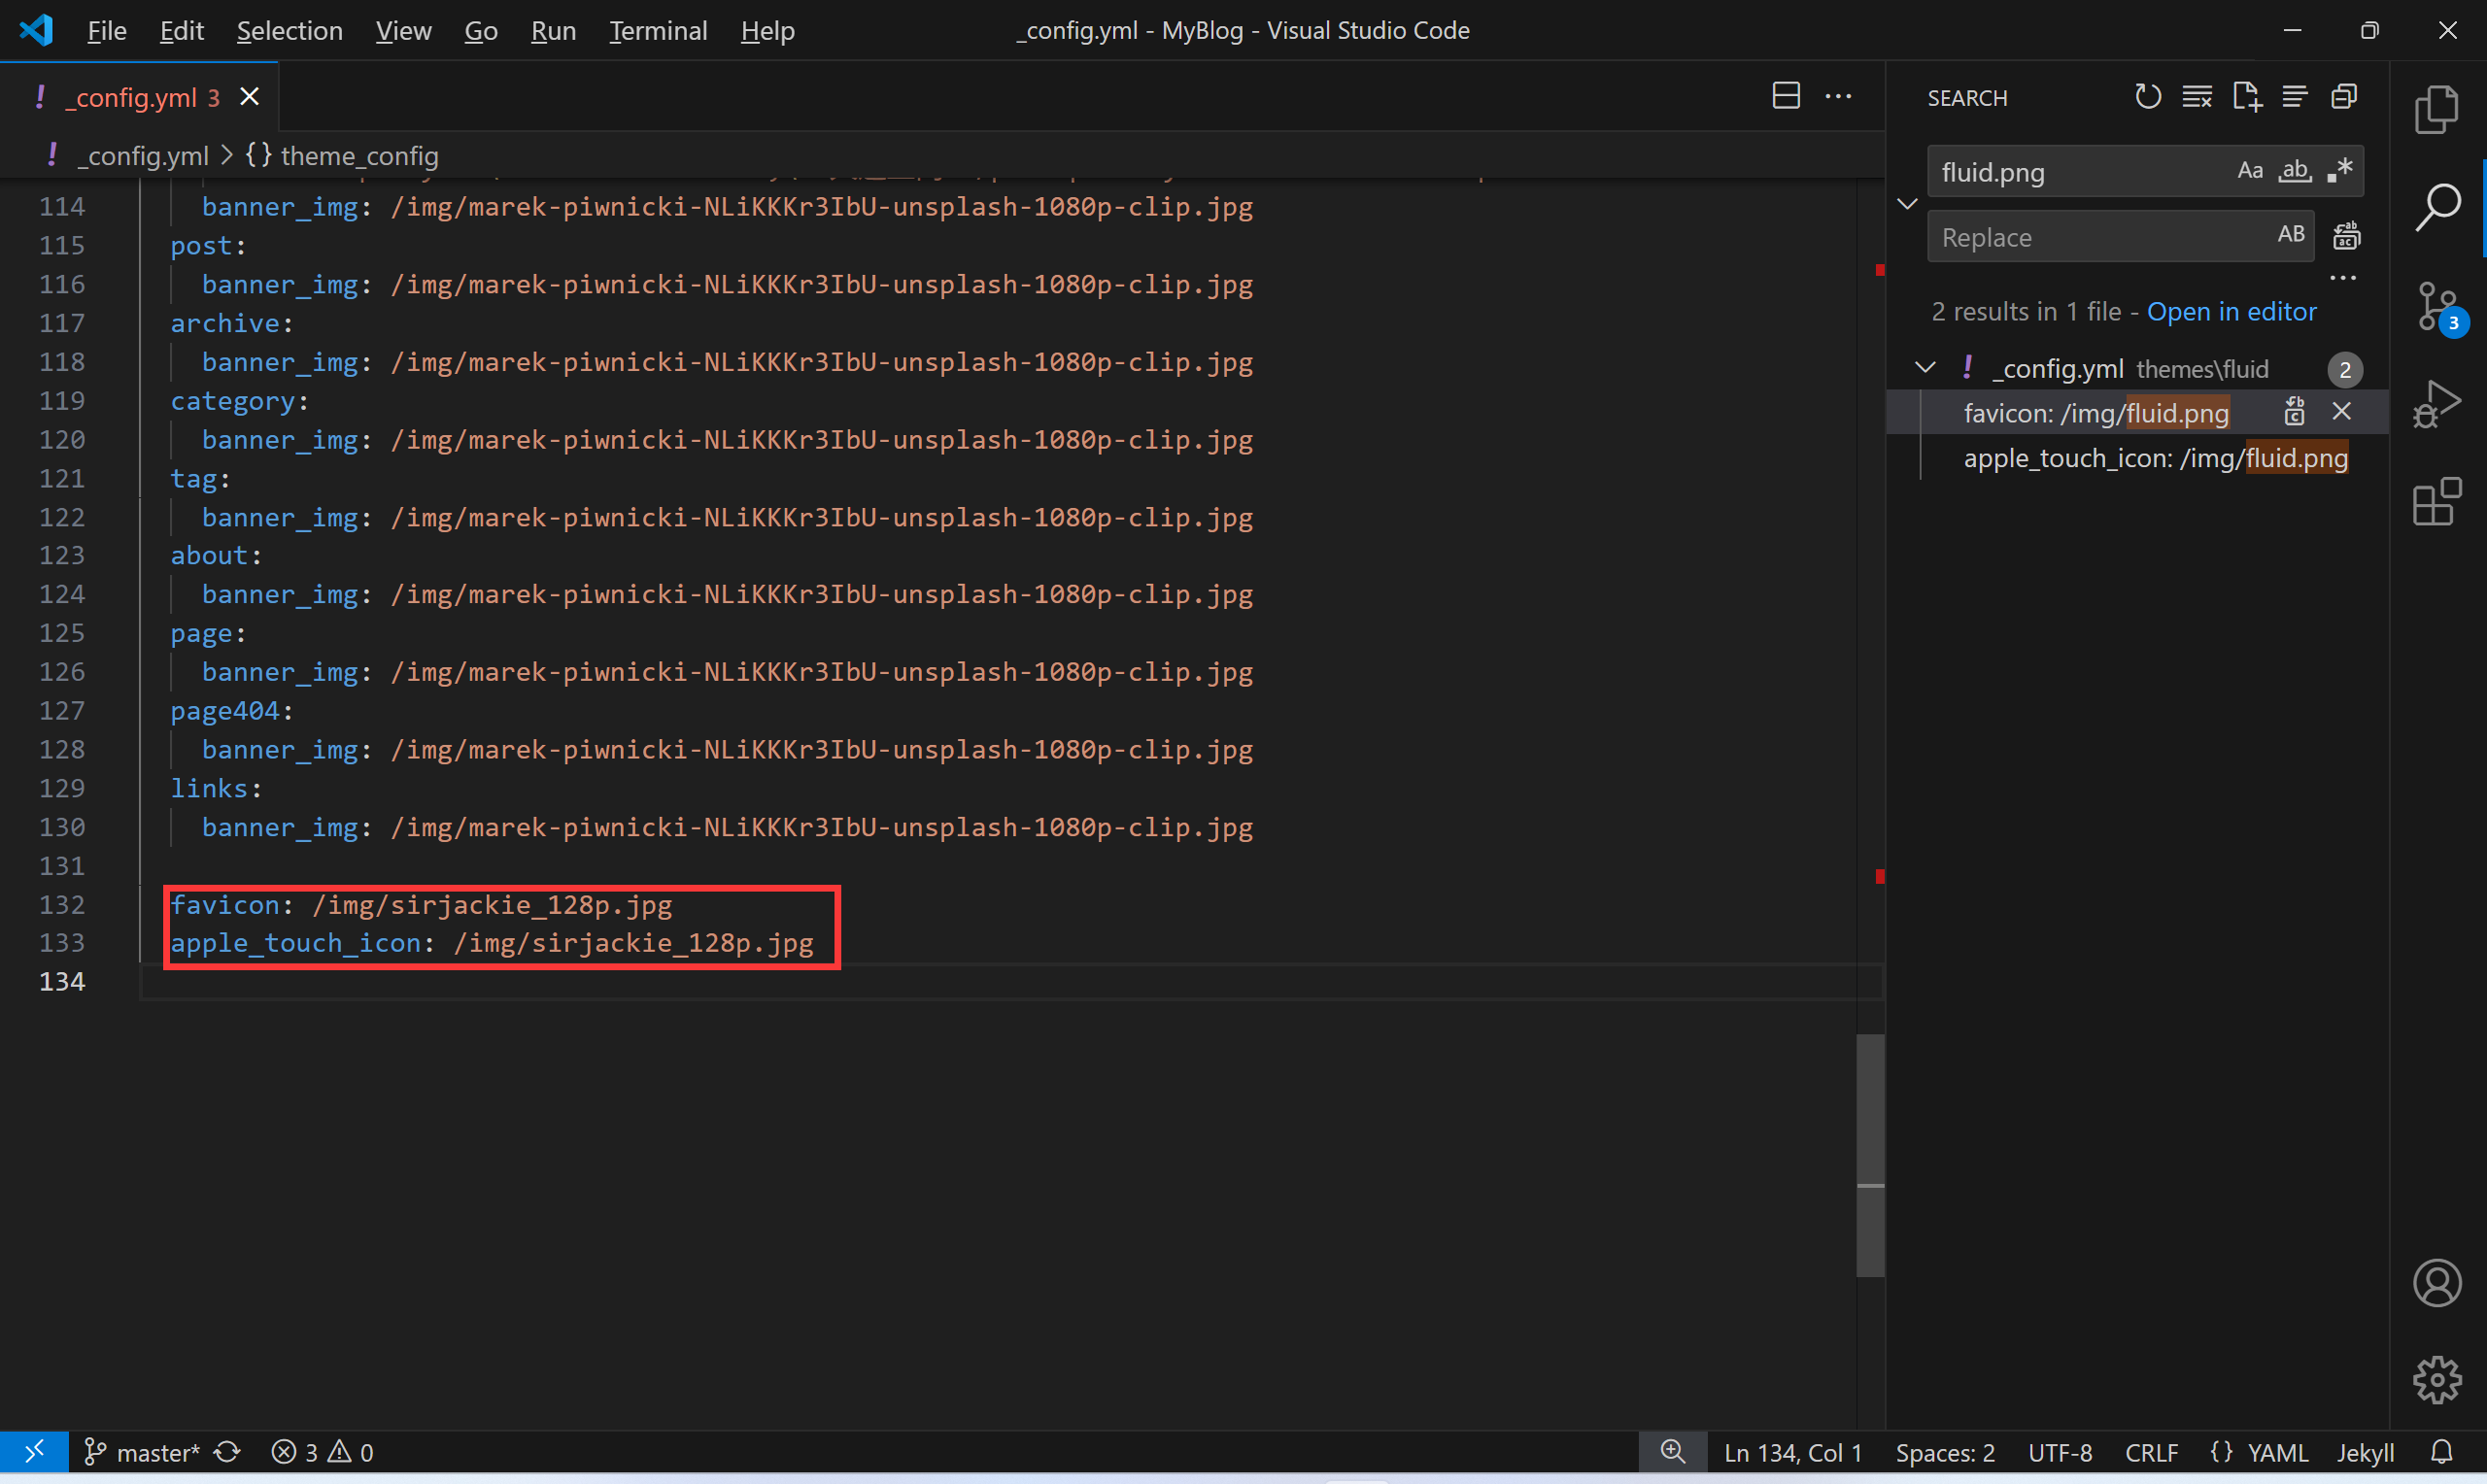 File Edit Selection View Go Run Terminal Help
_config.yml - MyBlog - Visual Studio Code
! _config.yml 3
! _config.yml > {} theme_config
114 banner_img: /img/marek-piwnicki-NLiKKKr3IbU-unsplash-1080p-clip.jpg
115 post:
116 banner_img: /img/marek-piwnicki-NLiKKKr3IbU-unsplash-1080p-clip.jpg
117 archive:
118 banner_img: /img/marek-piwnicki-NLiKKKr3IbU-unsplash-1080p-clip.jpg
119 category:
120 banner_img: /img/marek-piwnicki-NLiKKKr3IbU-unsplash-1080p-clip.jpg
121 tag:
122 banner_img: /img/marek-piwnicki-NLiKKKr3IbU-unsplash-1080p-clip.jpg
123 about:
124 banner_img: /img/marek-piwnicki-NLiKKKr3IbU-unsplash-1080p-clip.jpg
125 page:
126 banner_img: /img/marek-piwnicki-NLiKKKr3IbU-unsplash-1080p-clip.jpg
127 page404:
128 banner_img: /img/marek-piwnicki-NLiKKKr3IbU-unsplash-1080p-clip.jpg
129 links:
130 banner_img: /img/marek-piwnicki-NLiKKKr3IbU-unsplash-1080p-clip.jpg
131
132 favicon: /img/sirjackie_128p.jpg
133 apple_touch_icon: /img/sirjackie_128p.jpg
134
SEARCH
fluid.png Aa ab .*
Replace AB
2 results in 1 file - Open in editor
! _config.yml themes\fluid 2
favicon: /img/fluid.png
apple_touch_icon: /img/fluid.png
3
master* 3 0
Ln 134, Col 1 Spaces: 2 UTF-8 CRLF {} YAML Jekyll